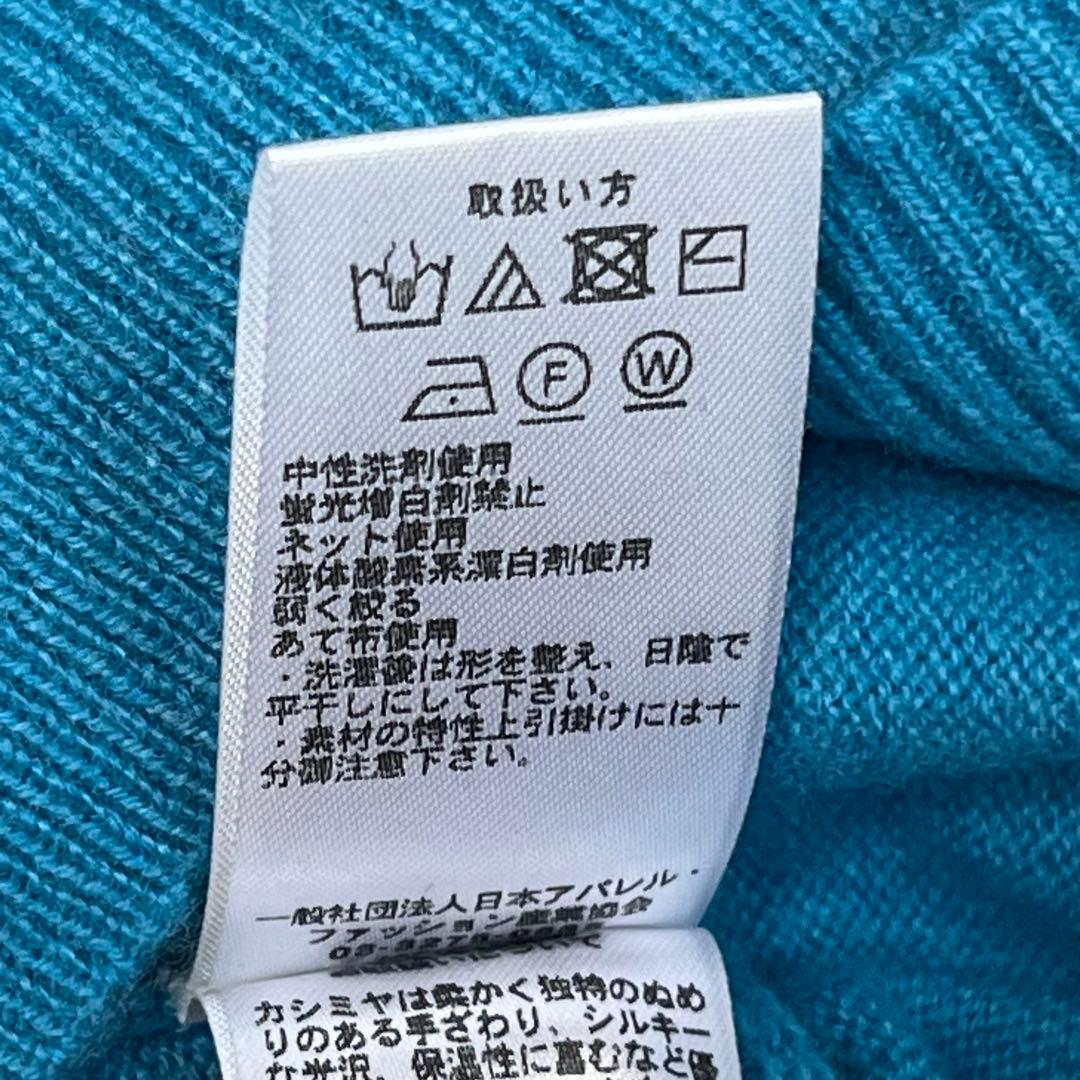 取扱い方
F W
中性洗剤使用
蛍光増白剤禁止
ネット使用
液体酸素系漂白剤使用
弱く絞る
あて布使用
・洗濯後は形を整え、日陰で
平干しにして下さい。
・素材の特性上引掛けには十
分御注意下さい。
一般社団法人日本アパレル・
ファッション産業協会
カシミヤは柔かく独特のぬめ
りのある手ざわり、シルキー
な光沢、保温性に富むなど優